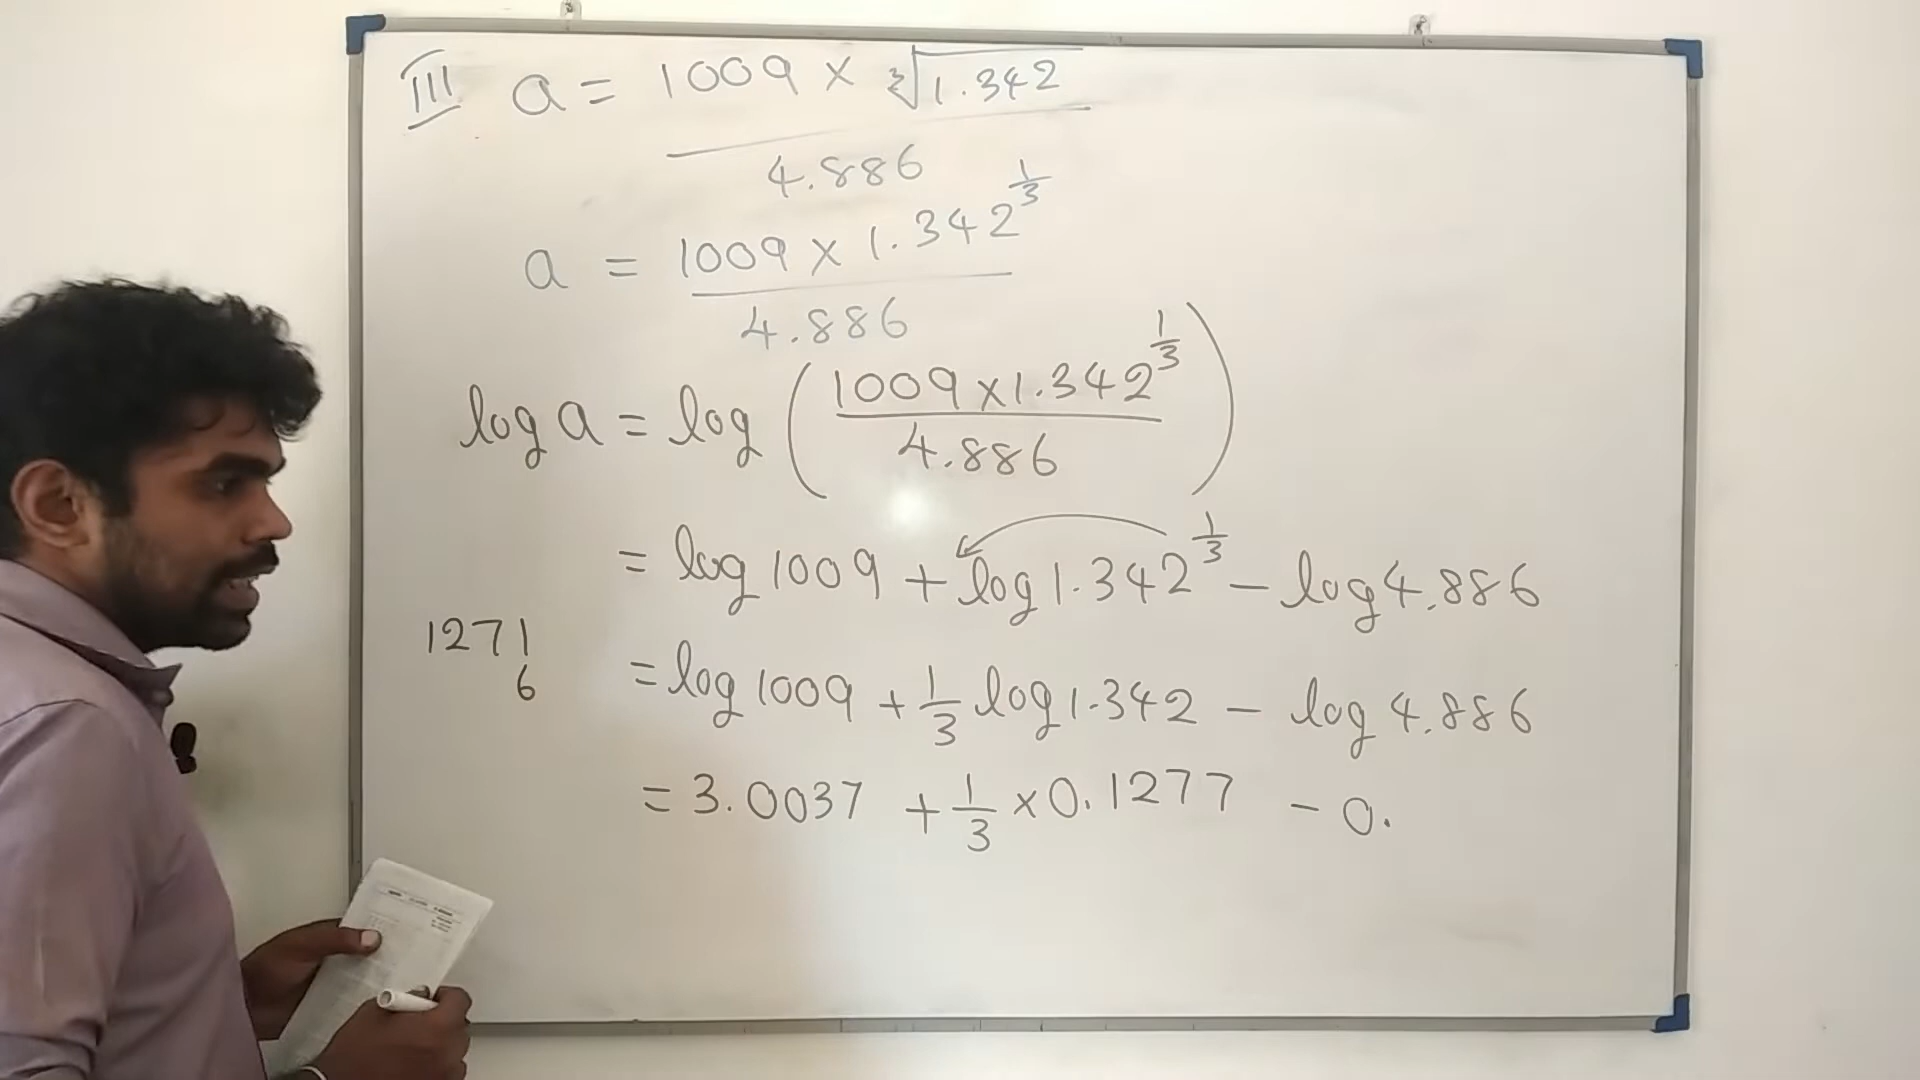 III a = 1009 × ∛1.342
4.886
a = 1009 × 1.342^1/3
4.886
log a = log ( 1009 × 1.342^1/3
4.886 )
= log 1009 + log 1.342^1/3 - log 4.886
1271
6
= log 1009 + 1/3 log 1.342 - log 4.886
= 3.0037 + 1/3 × 0.1277 - 0.